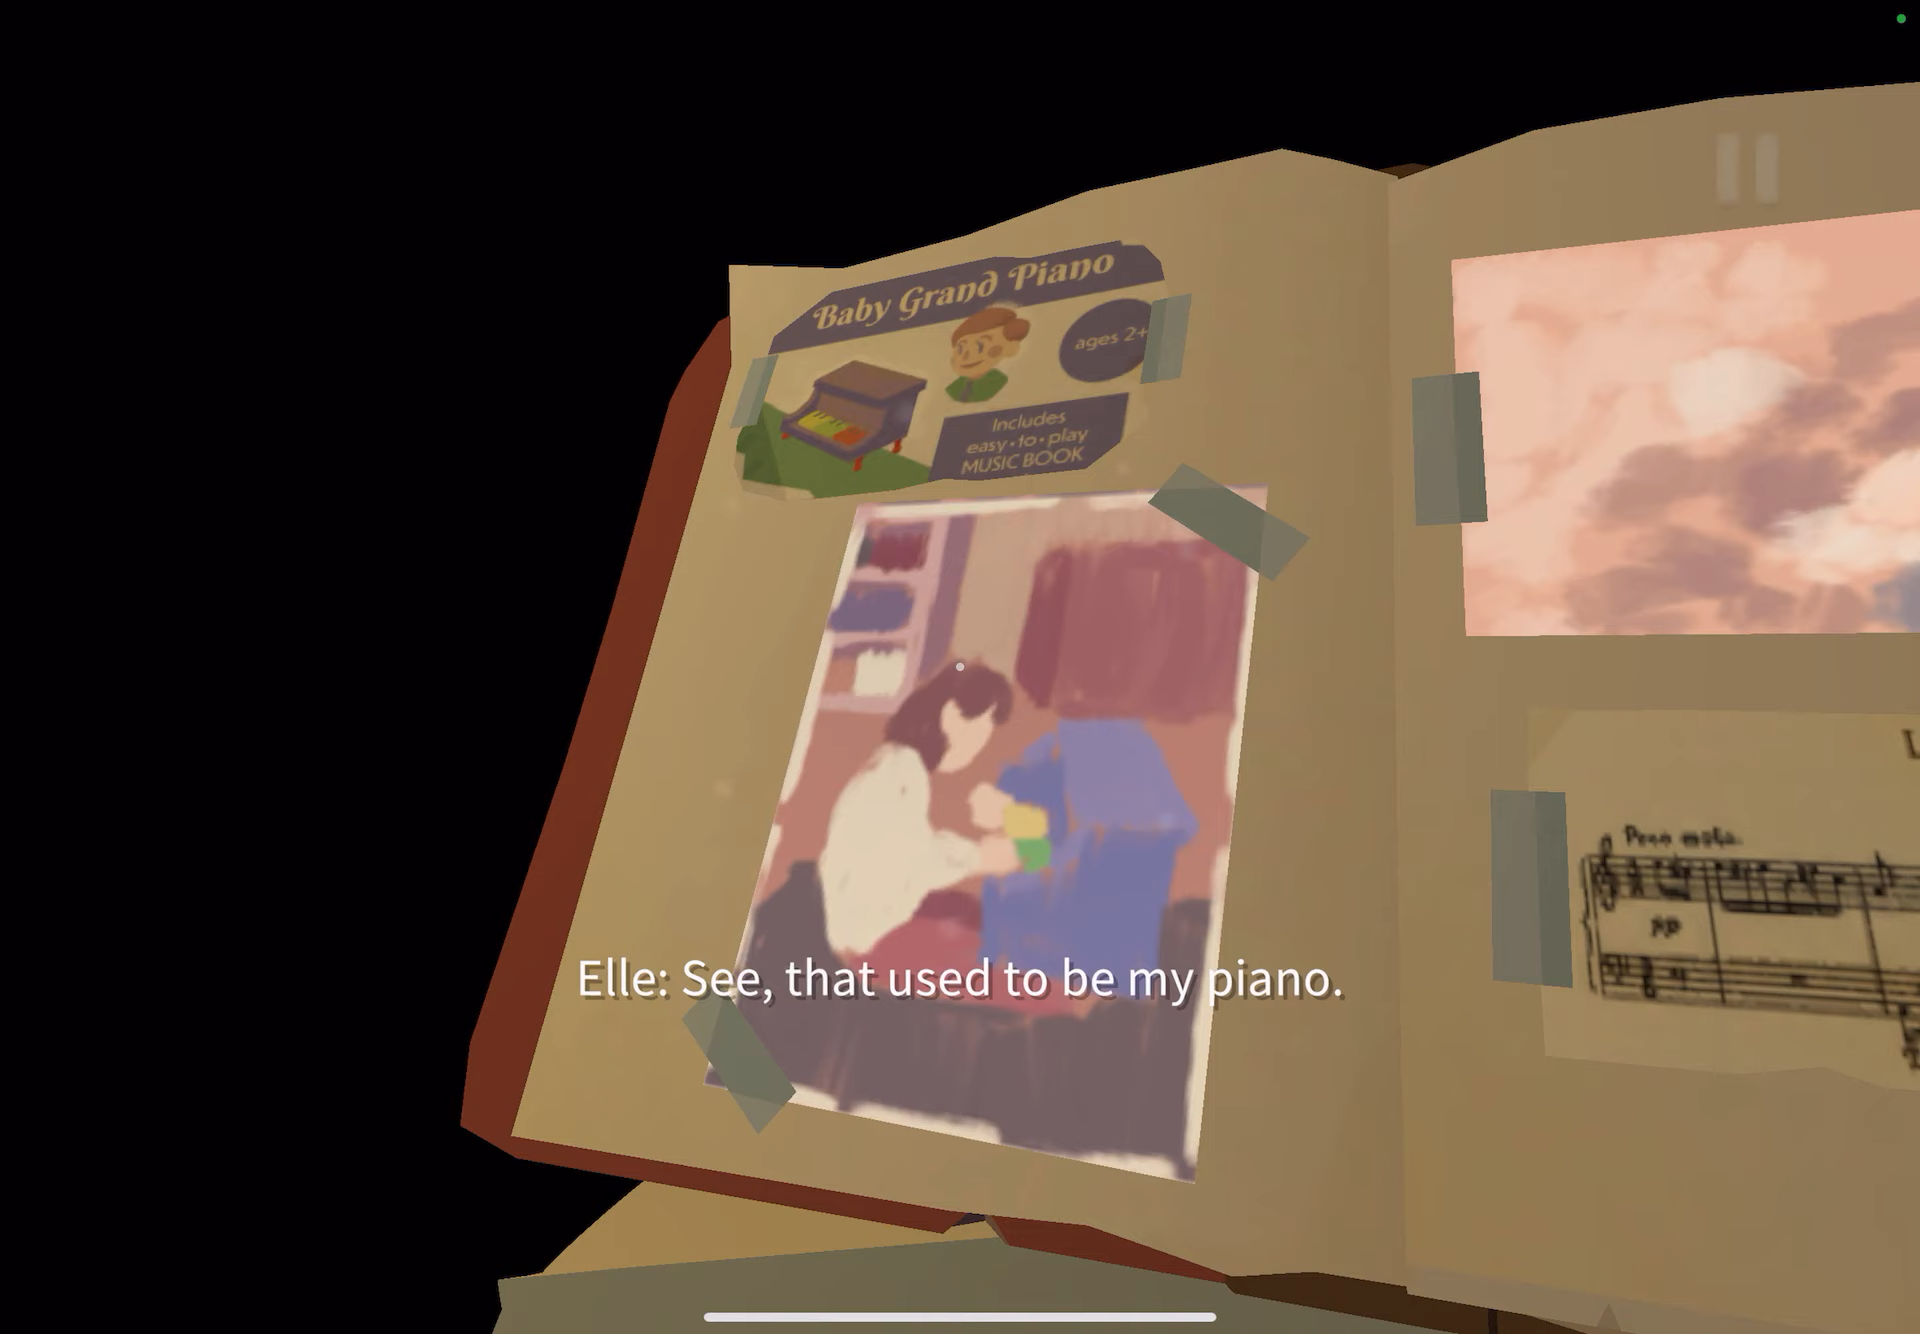 Baby Grand Piano
ages 2+
Includes
easy·to·play
MUSIC BOOK
Elle: See, that used to be my piano.
pp